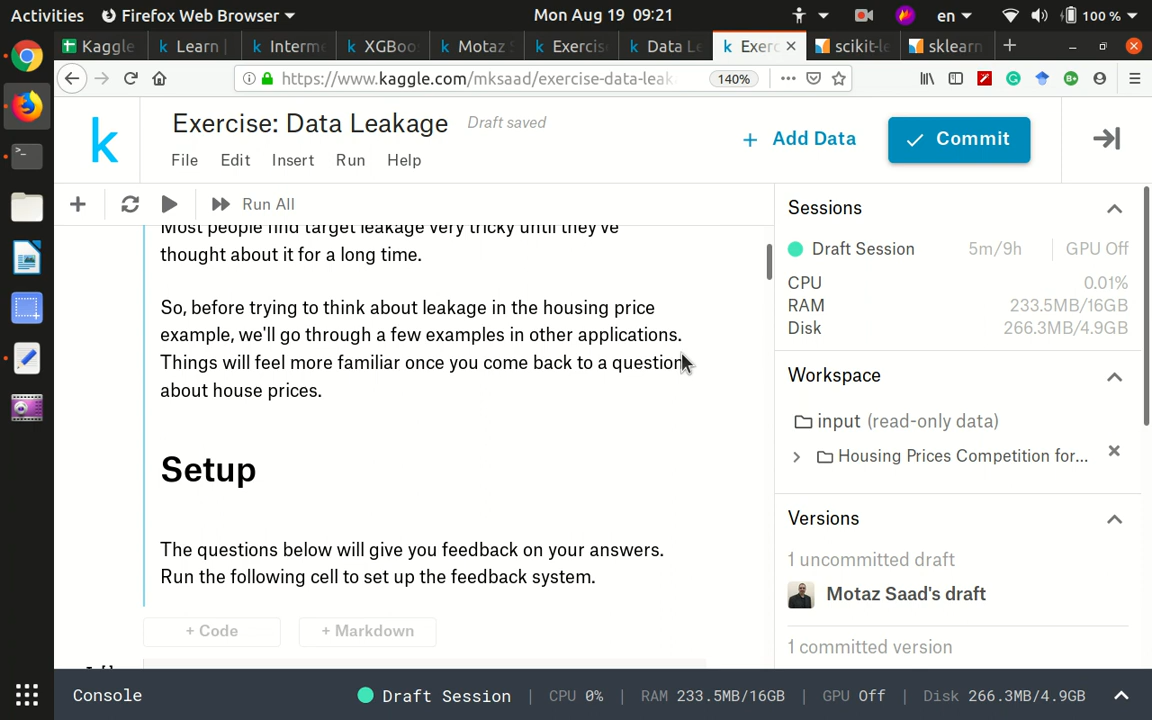 Activities Firefox Web Browser Mon Aug 19 09:21 en 100 %
Kaggle Learn Interm XGBoo Motaz S Exercis Data Le Exerc scikit-le sklearn
https://www.kaggle.com/mksaad/exercise-data-leak 140%
Exercise: Data Leakage Draft saved
File Edit Insert Run Help
+ Add Data
Commit
Run All
Most people find target leakage very tricky until they've
thought about it for a long time.
So, before trying to think about leakage in the housing price
example, we'll go through a few examples in other applications.
Things will feel more familiar once you come back to a question
about house prices.
Setup
The questions below will give you feedback on your answers.
Run the following cell to set up the feedback system.
+ Code + Markdown
Sessions
Draft Session 5m/9h GPU Off
CPU 0.01%
RAM 233.5MB/16GB
Disk 266.3MB/4.9GB
Workspace
input (read-only data)
Housing Prices Competition for...
Versions
1 uncommitted draft
Motaz Saad's draft
1 committed version
Console Draft Session | CPU 0% | RAM 233.5MB/16GB | GPU Off | Disk 266.3MB/4.9GB